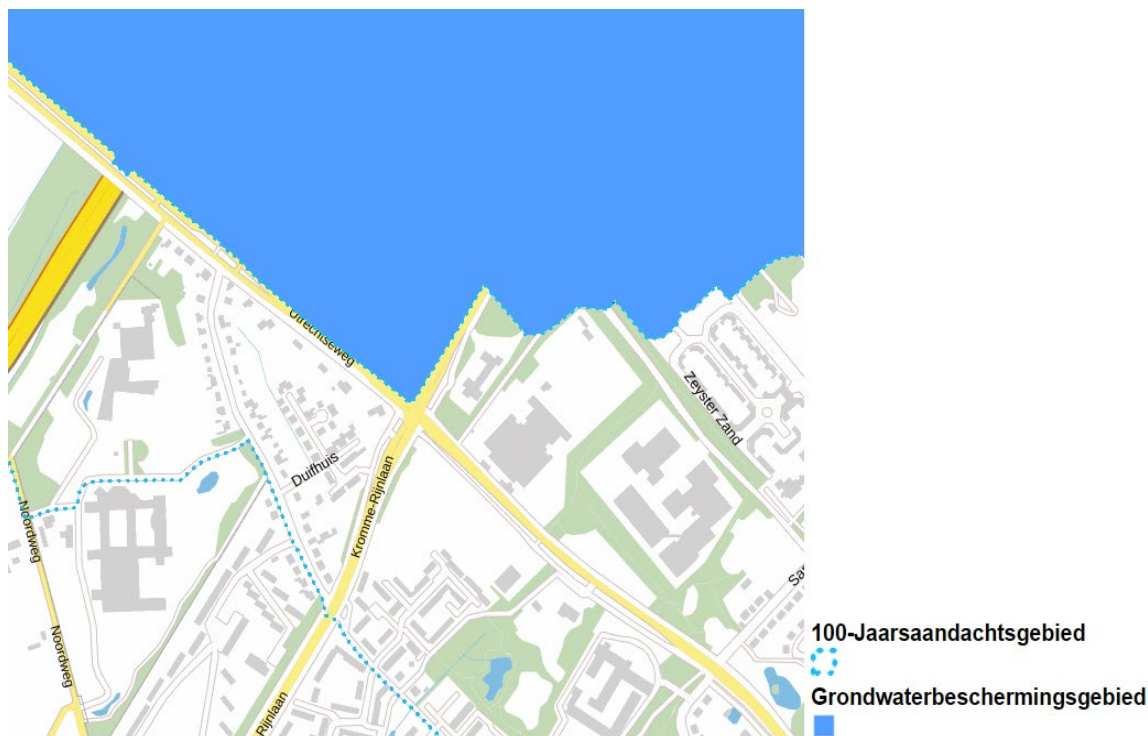 Utrechtseweg
Zeyster Zand
Duifhuis
Kromme-Rijnlaan
Noordweg
Noordweg
Rijnlaan
100-Jaarsaandachtsgebied
Grondwaterbeschermingsgebied